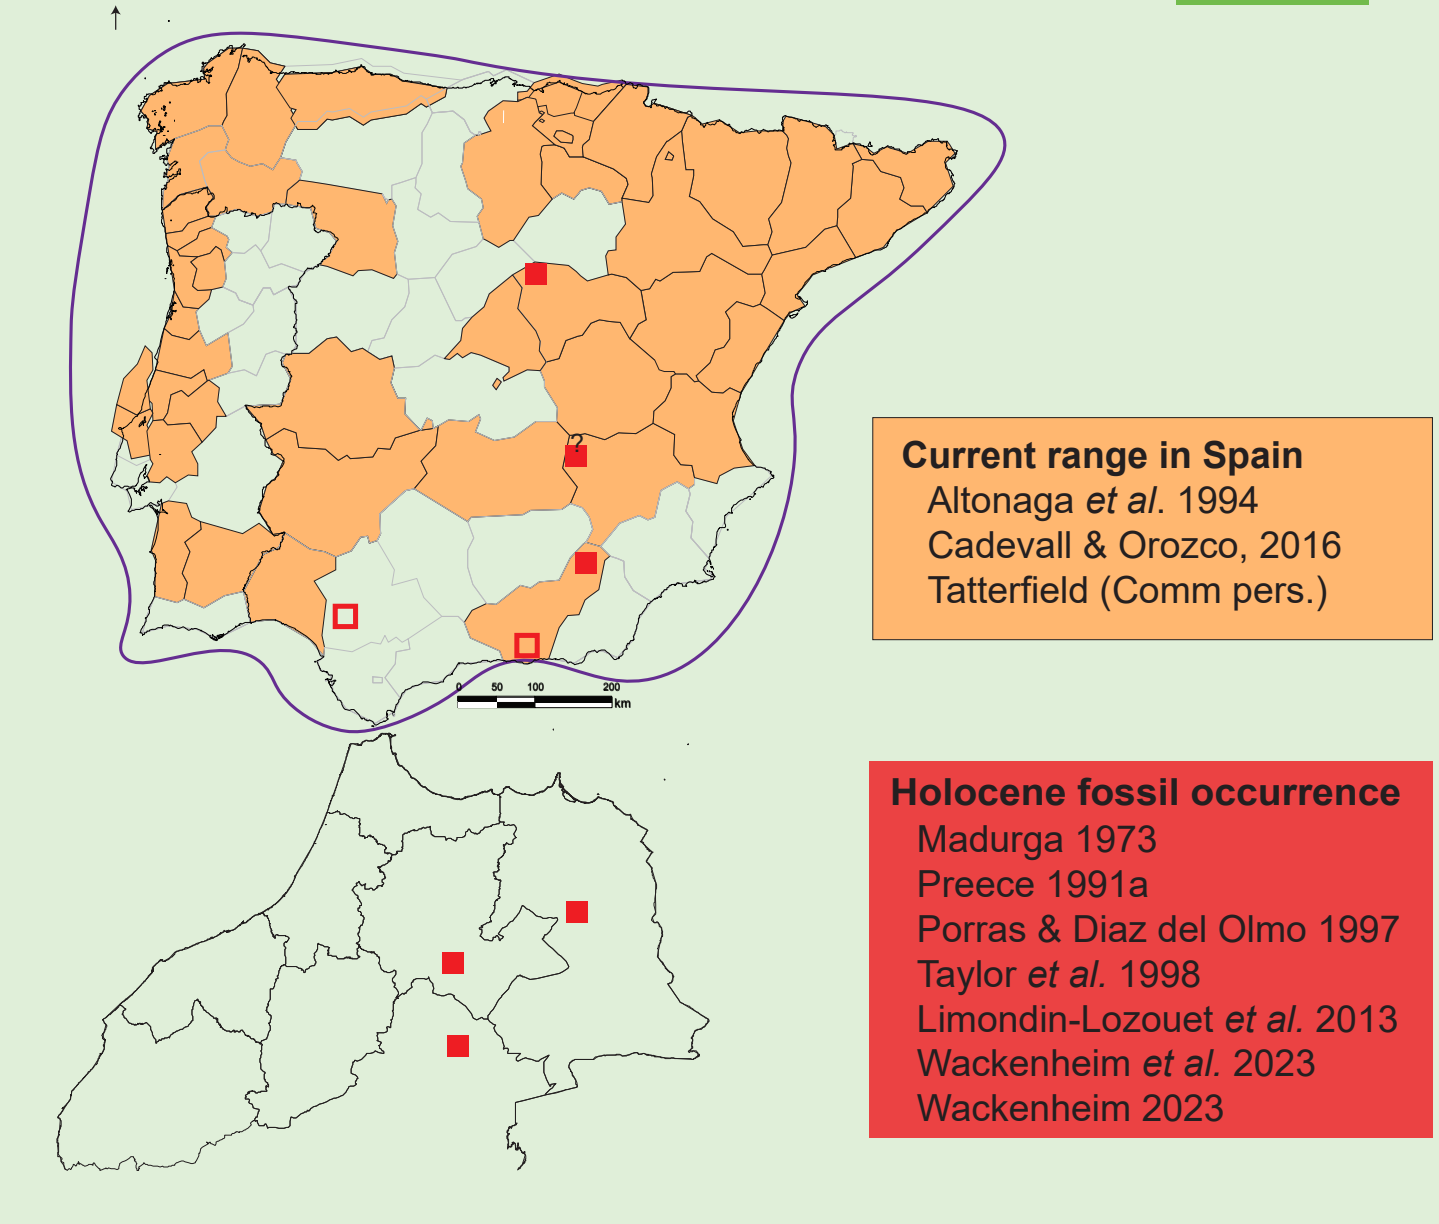 ?
0 50 100 200
km
Current range in Spain
Altonaga et al. 1994
Cadevall & Orozco, 2016
Tatterfield (Comm pers.)
Holocene fossil occurrence
Madurga 1973
Preece 1991a
Porras & Diaz del Olmo 1997
Taylor et al. 1998
Limondin-Lozouet et al. 2013
Wackenheim et al. 2023
Wackenheim 2023